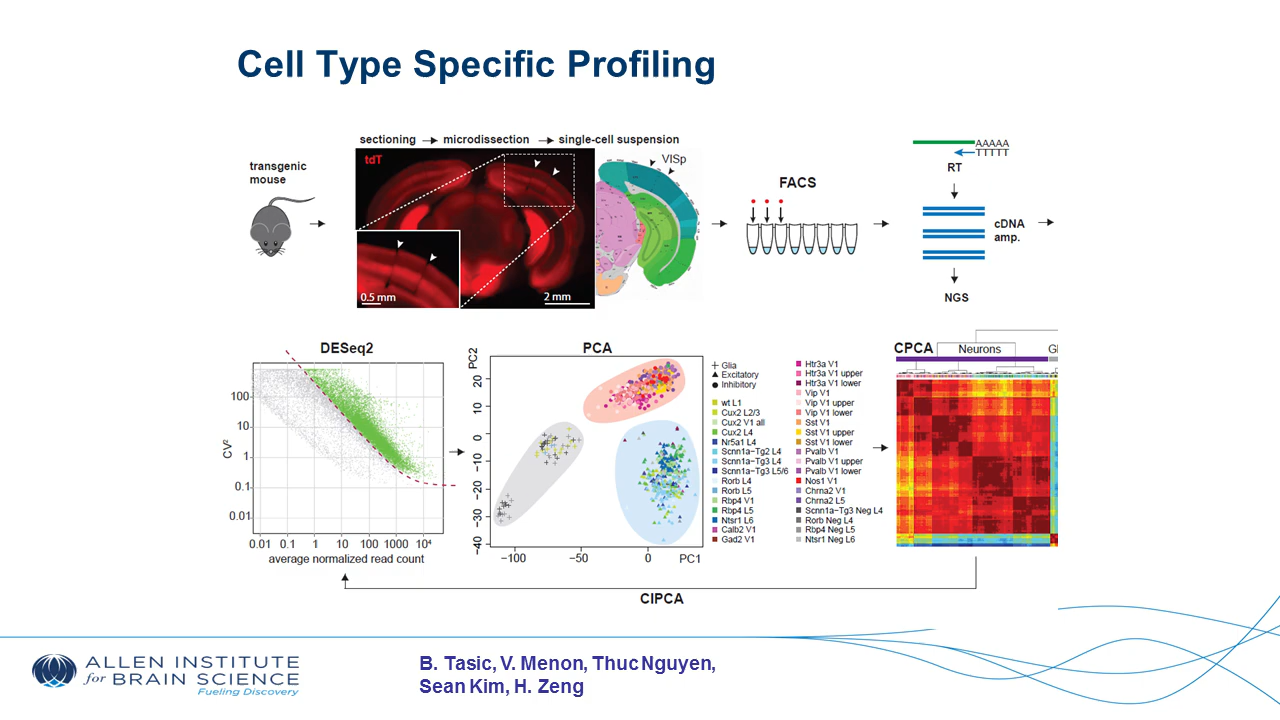 Cell Type Specific Profiling
sectioning microdissection single-cell suspension
transgenic
mouse
tdT
0.5 mm
2 mm
VISp
FACS
AAAAA
TTTTT
RT
cDNA
amp.
NGS
DESeq2
CV²
100
10
1
0.1
0.01
0.01 0.1 1 10 100 1000 10⁴
average normalized read count
PCA
PC2
20
10
0
−10
−20
−30
−40
−100 −50 0 PC1
Glia
Excitatory
Inhibitory
wt L1
Cux2 L2/3
Cux2 V1 all
Cux2 L4
Nr5a1 L4
Scnn1a−Tg2 L4
Scnn1a−Tg3 L4
Scnn1a−Tg3 L5/6
Rorb L4
Rorb L5
Rbp4 V1
Rbp4 L5
Ntsr1 L6
Calb2 V1
Gad2 V1
Htr3a V1
Htr3a V1 upper
Htr3a V1 lower
Vip V1
Vip V1 upper
Vip V1 lower
Sst V1
Sst V1 upper
Sst V1 lower
Pvalb V1
Pvalb V1 upper
Pvalb V1 lower
Nos1 V1
Chrna2 V1
Chrna2 L5
Scnn1a−Tg3 Neg L4
Rorb Neg L4
Rbp4 Neg L5
Ntsr1 Neg L6
CPCA Neurons Gl
CIPCA
ALLEN INSTITUTE
for BRAIN SCIENCE
Fueling Discovery
B. Tasic, V. Menon, Thuc Nguyen,
Sean Kim, H. Zeng